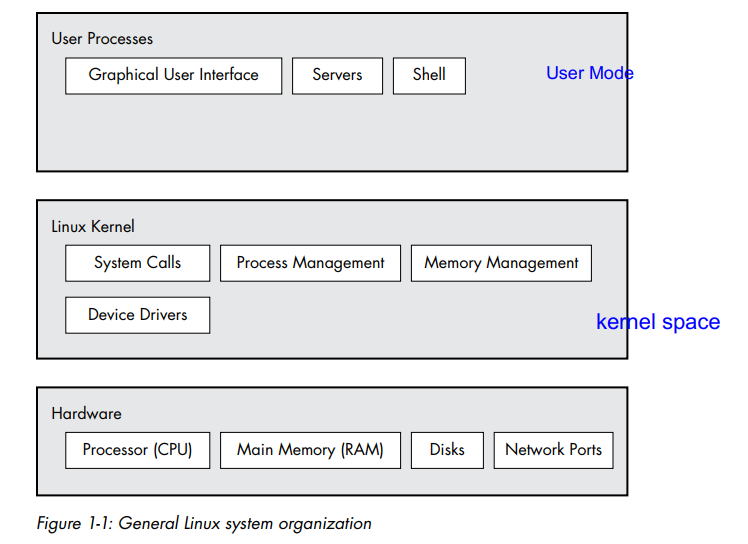 User Processes
Graphical User Interface Servers Shell User Mode
Linux Kernel
System Calls Process Management Memory Management
Device Drivers
kernel space
Hardware
Processor (CPU) Main Memory (RAM) Disks Network Ports
Figure 1-1: General Linux system organization